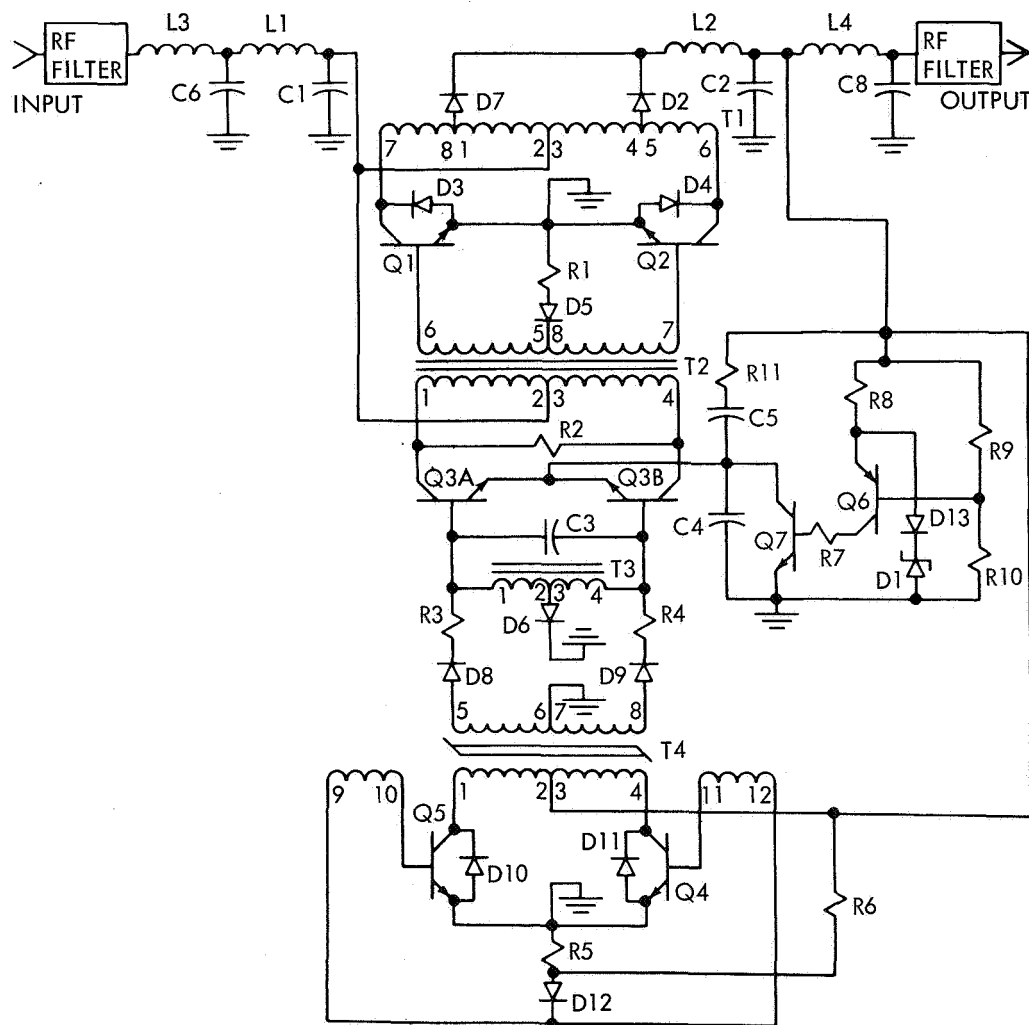 L3
L1
L2
L4
RF
FILTER
RF
FILTER
INPUT
C6
C1
D7
D2
C2
C8
OUTPUT
T1
7
8
1
2
3
4
5
6
D3
D4
Q1
Q2
R1
D5
6
5
8
7
T2
1
2
3
4
R11
R8
C5
R9
R2
Q3A
Q3B
Q6
C3
C4
Q7
R7
D13
T3
D1
R10
1
2
3
4
R3
D6
R4
D8
D9
5
6
7
8
T4
9
10
1
2
3
4
11
12
Q5
D11
D10
Q4
R6
R5
D12